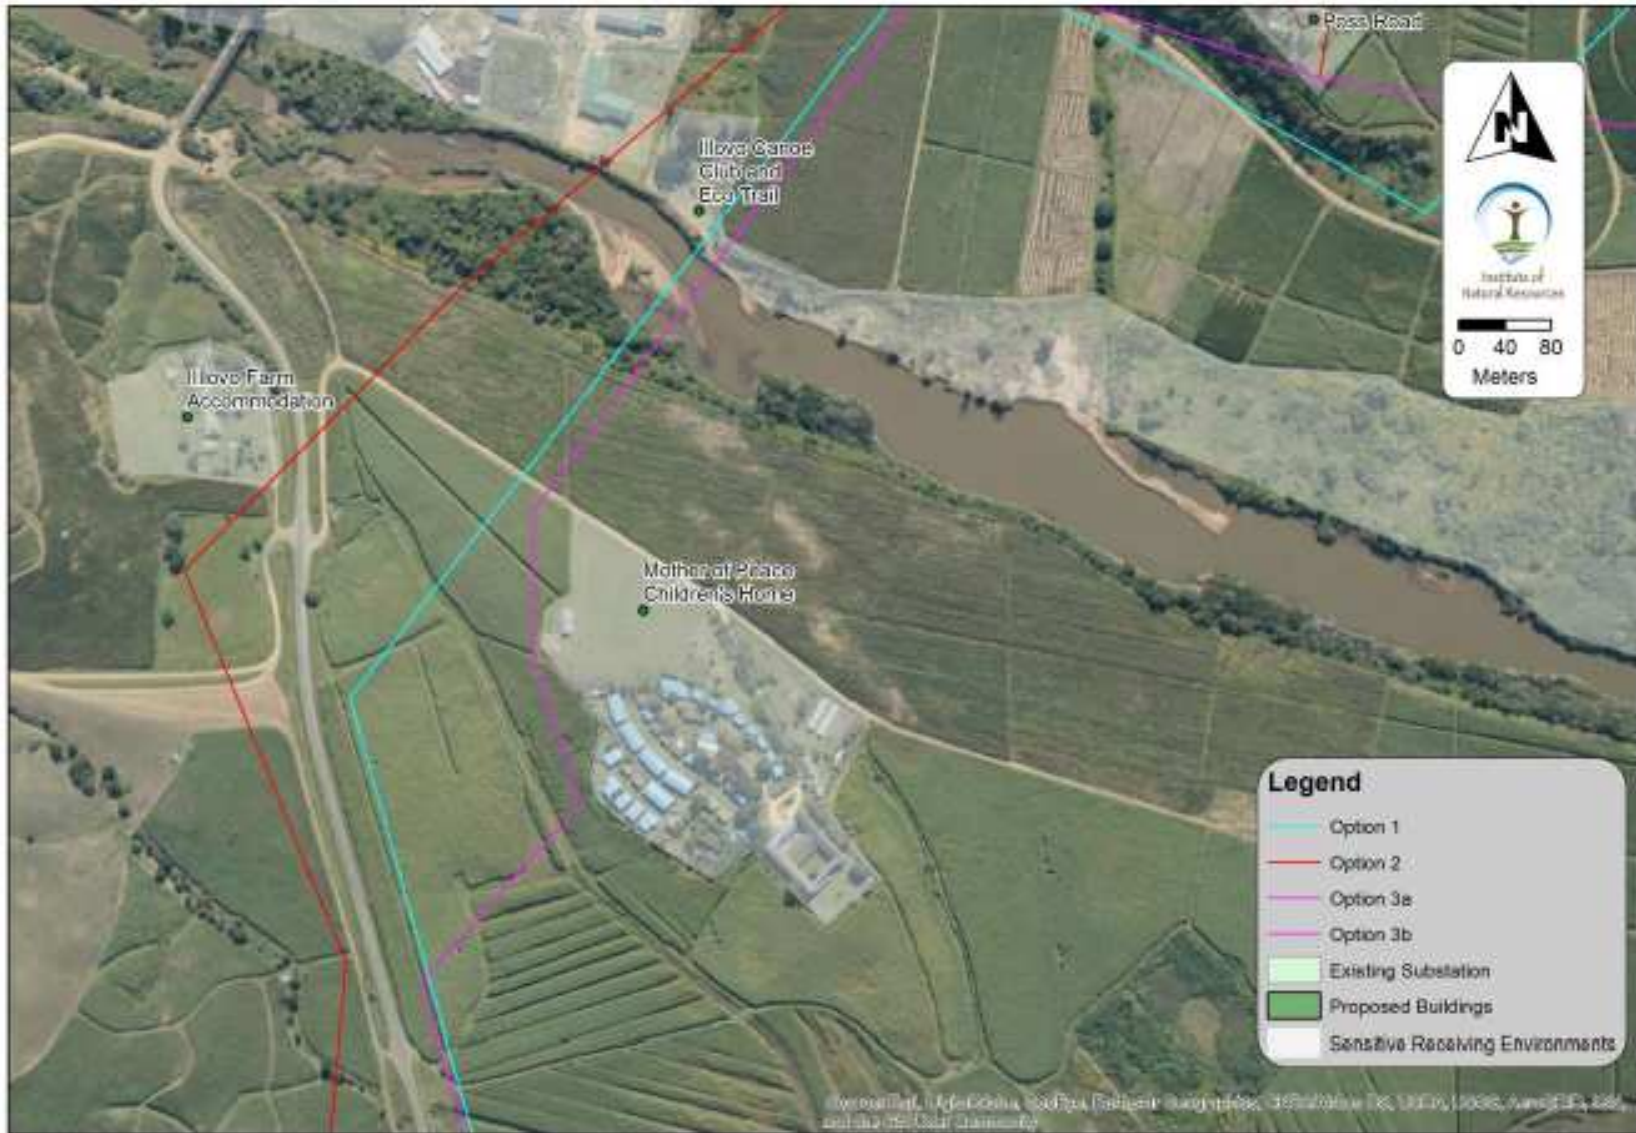 Pass Road
Illovo Canoe
Club and
Eco Trail
N
Institute of
Natural Resources
0 40 80
Meters
Illovo Farm
Accommodation
Mother of Peace
Children's Home
Legend
Option 1
Option 2
Option 3a
Option 3b
Existing Substation
Proposed Buildings
Sensitive Receiving Environments